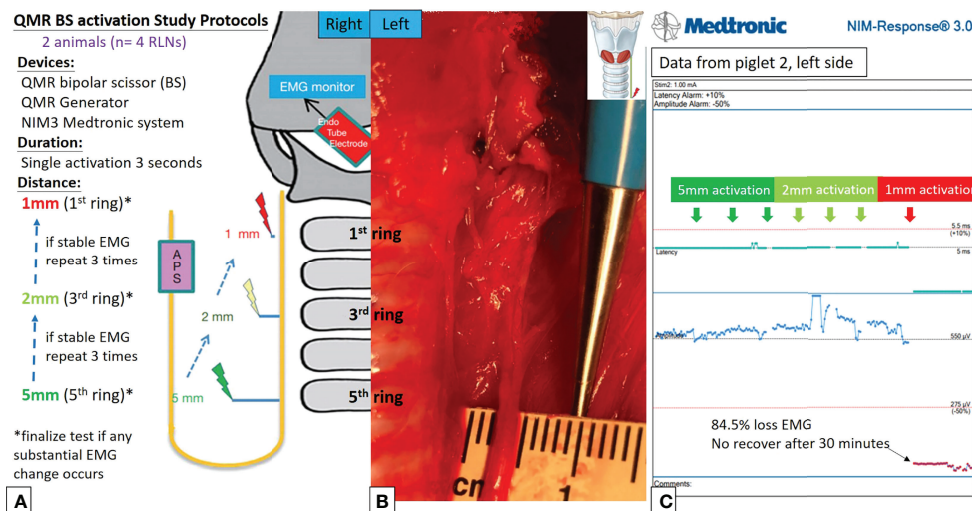 QMR BS activation Study Protocols
2 animals (n= 4 RLNs)
Devices:
QMR bipolar scissor (BS)
QMR Generator
NIM3 Medtronic system
Duration:
Single activation 3 seconds
Distance:
1mm (1st ring)*
if stable EMG
repeat 3 times
2mm (3rd ring)*
if stable EMG
repeat 3 times
5mm (5th ring)*
*finalize test if any
substantial EMG
change occurs
A
APS
EMG monitor
Endo
Tube
Electrode
1 mm
2 mm
5 mm
Right
Left
1st ring
3rd ring
5th ring
cm
1
B
Medtronic
NIM-Response® 3.0
Data from piglet 2, left side
Stim2: 1.00 mA
Latency Alarm: +10%
Amplitude Alarm: -50%
5mm activation
2mm activation
1mm activation
5.5 ms
(+10%)
Latency
5 ms
Amplitude
550 µV
275 µV
(-50%)
84.5% loss EMG
No recover after 30 minutes
Comments:
C